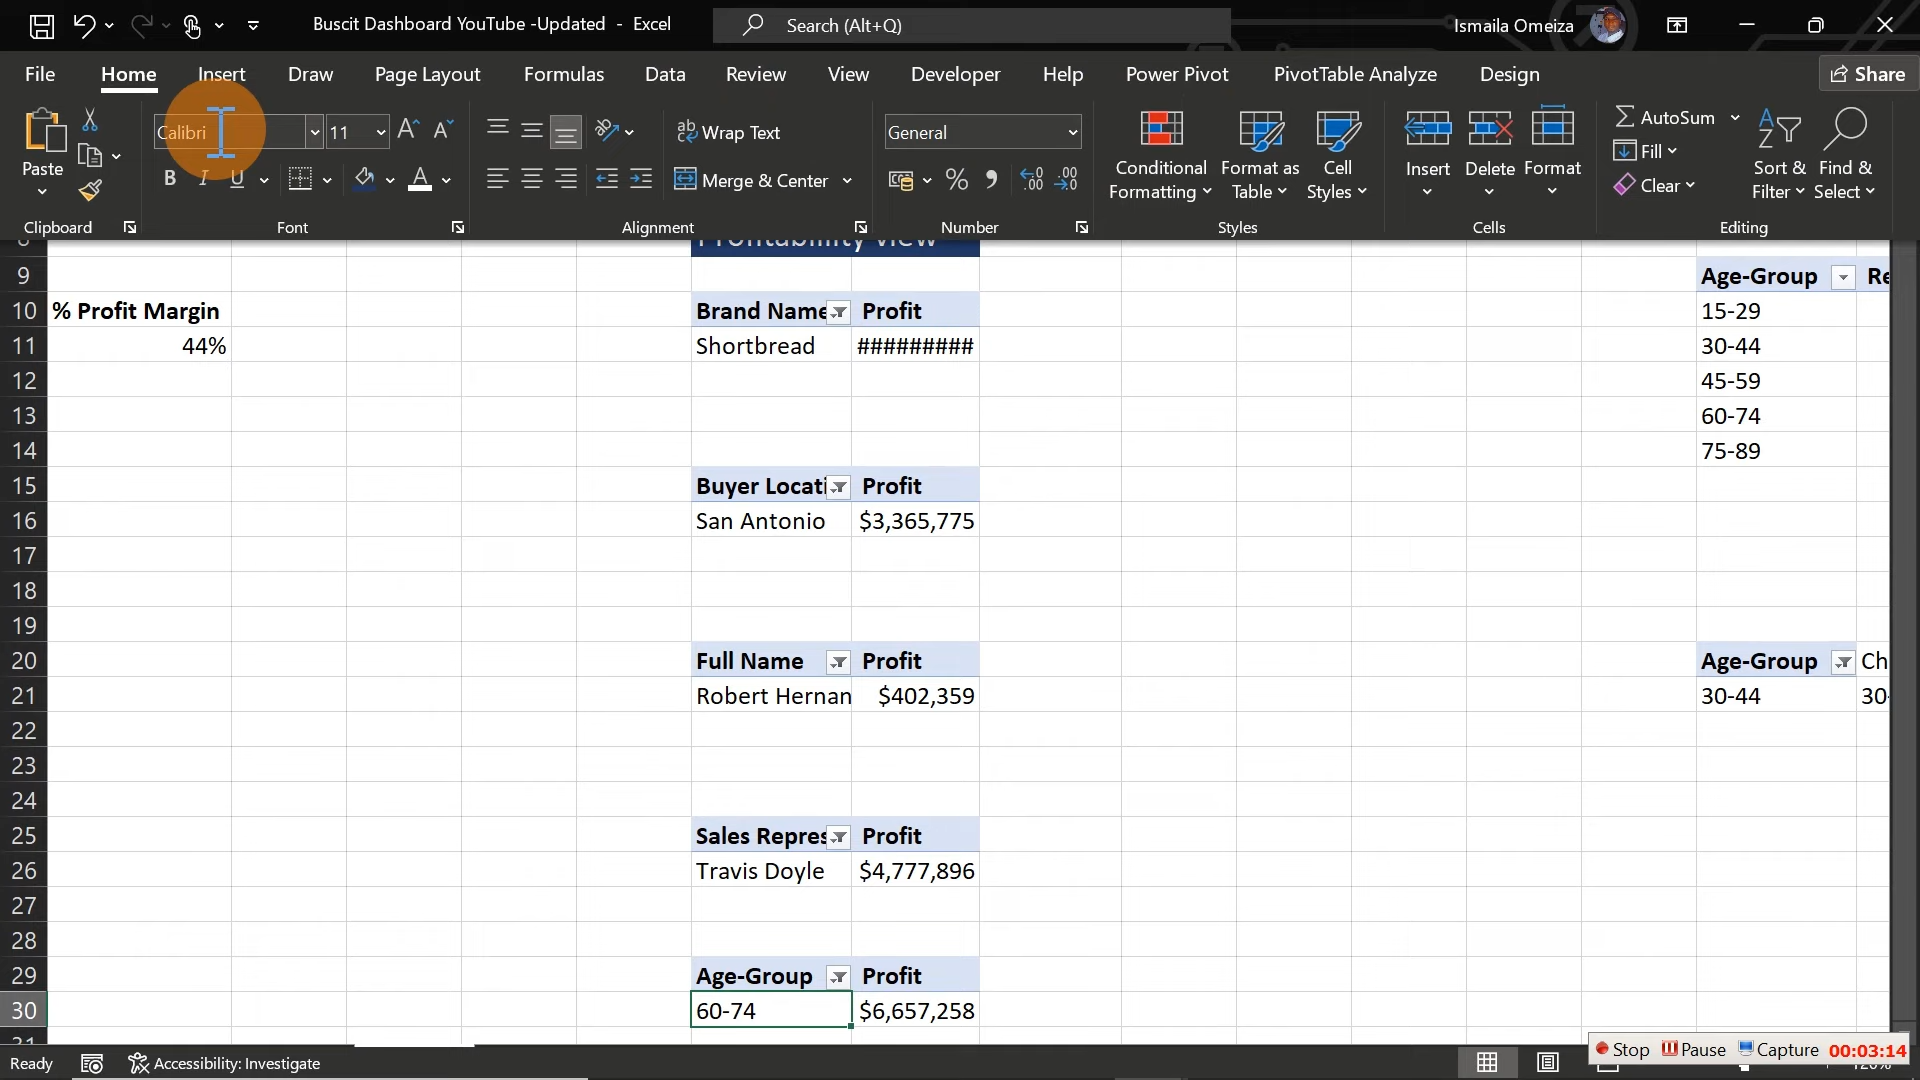 Buscit Dashboard YouTube -Updated - Excel
Search (Alt+Q)
Ismaila Omeiza
File Home Insert Draw Page Layout Formulas Data Review View Developer Help Power Pivot PivotTable Analyze Design
Share
Paste
Calibri
11
Wrap Text
Merge & Center
General
Conditional Formatting
Format as Table
Cell Styles
Insert
Delete
Format
AutoSum
Fill
Clear
Sort & Filter
Find & Select
Clipboard Font Alignment Number Styles Cells Editing
Profitability View
9 Age-Group Re
10 % Profit Margin Brand Name Profit 15-29
11 44% Shortbread ######### 30-44
12 45-59
13 60-74
14 75-89
15 Buyer Locati Profit
16 San Antonio $3,365,775
17
18
19
20 Full Name Profit Age-Group Ch
21 Robert Hernan $402,359 30-44 30-
22
23
24
25 Sales Repres Profit
26 Travis Doyle $4,777,896
27
28
29 Age-Group Profit
30 60-74 $6,657,258
Ready
Accessibility: Investigate
Stop Pause Capture 00:03:14